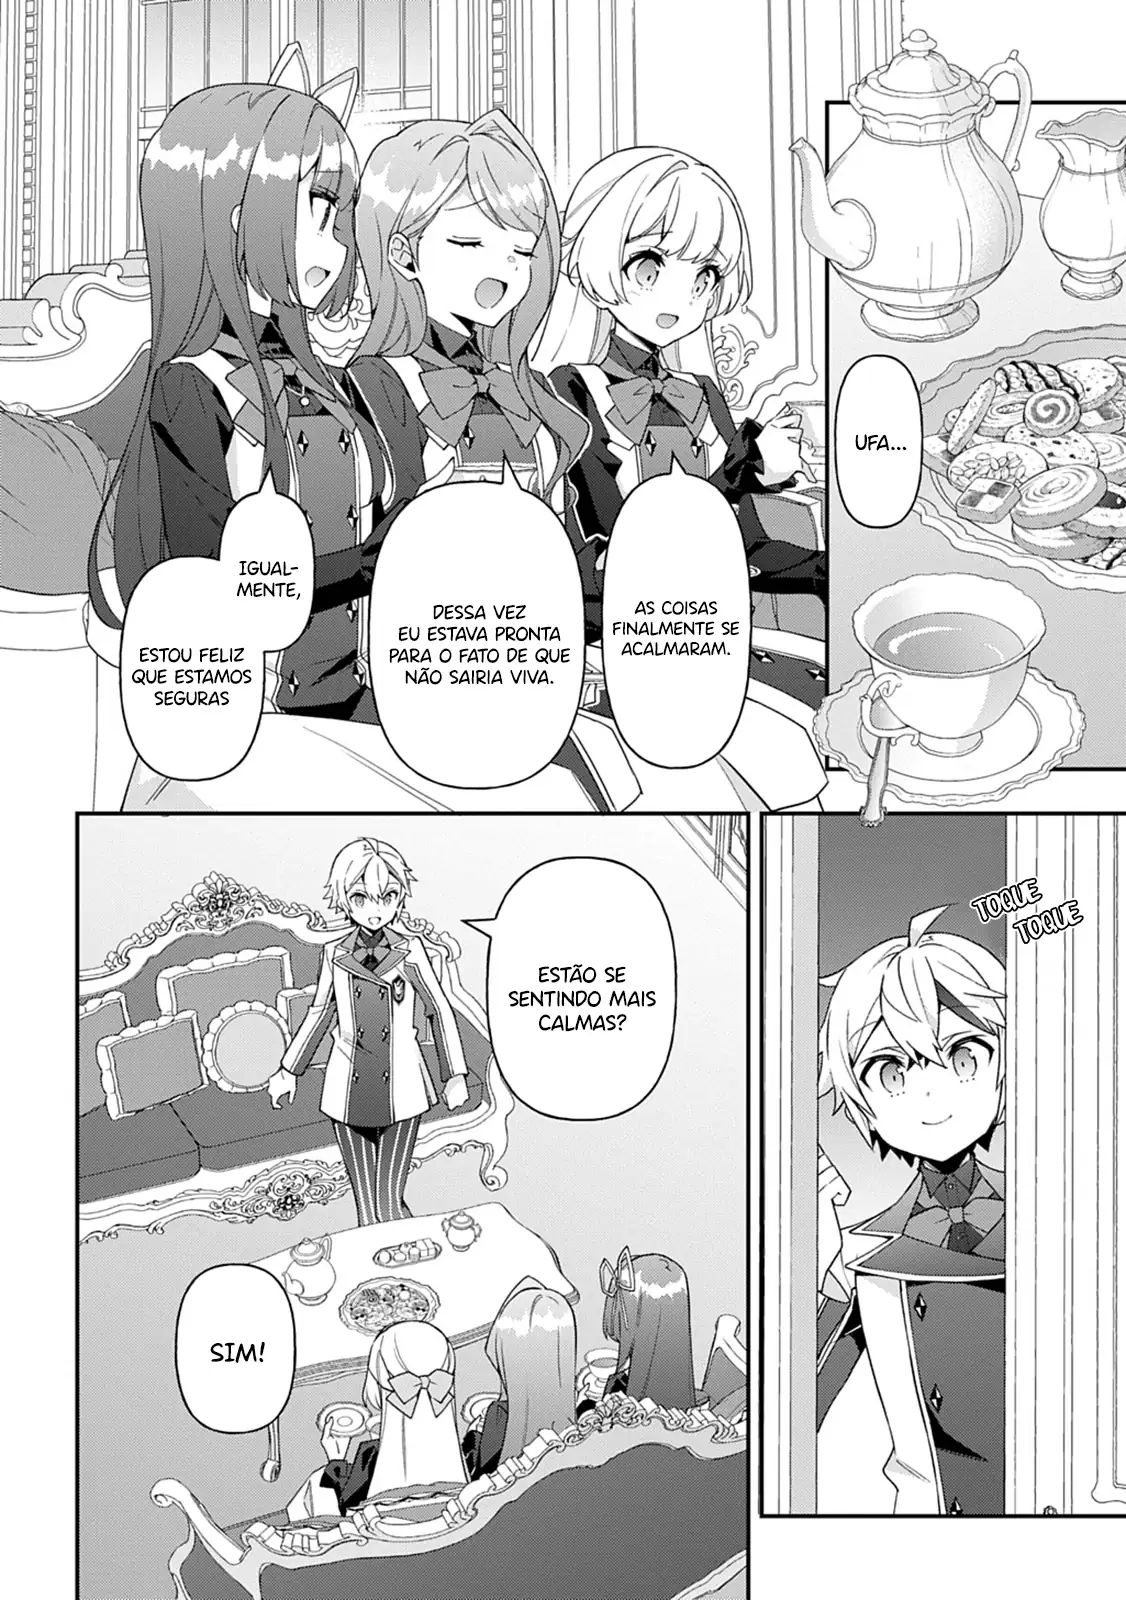 UFA...
AS COISAS
FINALMENTE SE
ACALMARAM.
DESSA VEZ
EU ESTAVA PRONTA
PARA O FATO DE QUE
NÃO SAIRIA VIVA.
IGUAL-
MENTE,
ESTOU FELIZ
QUE ESTAMOS
SEGURAS
TOQUE
TOQUE
ESTÃO SE
SENTINDO MAIS
CALMAS?
SIM!